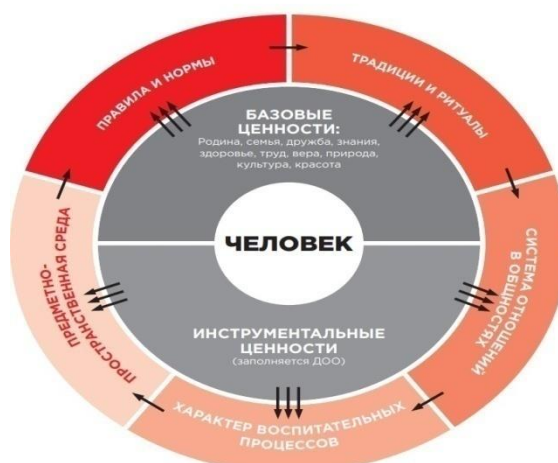 ПРАВИЛА И НОРМЫ
ТРАДИЦИИ И РИТУАЛЫ
БАЗОВЫЕ
ЦЕННОСТИ:
Родина, семья, дружба, знания,
здоровье, труд, вера, природа,
культура, красота
ЧЕЛОВЕК
ПРЕДМЕТНО-
ПРОСТРАНСТВЕННАЯ СРЕДА
СИСТЕМА ОТНОШЕНИЙ
В ОБЩНОСТЯХ
ИНСТРУМЕНТАЛЬНЫЕ
ЦЕННОСТИ
(заполняется ДОО)
ХАРАКТЕР ВОСПИТАТЕЛЬНЫХ
ПРОЦЕССОВ